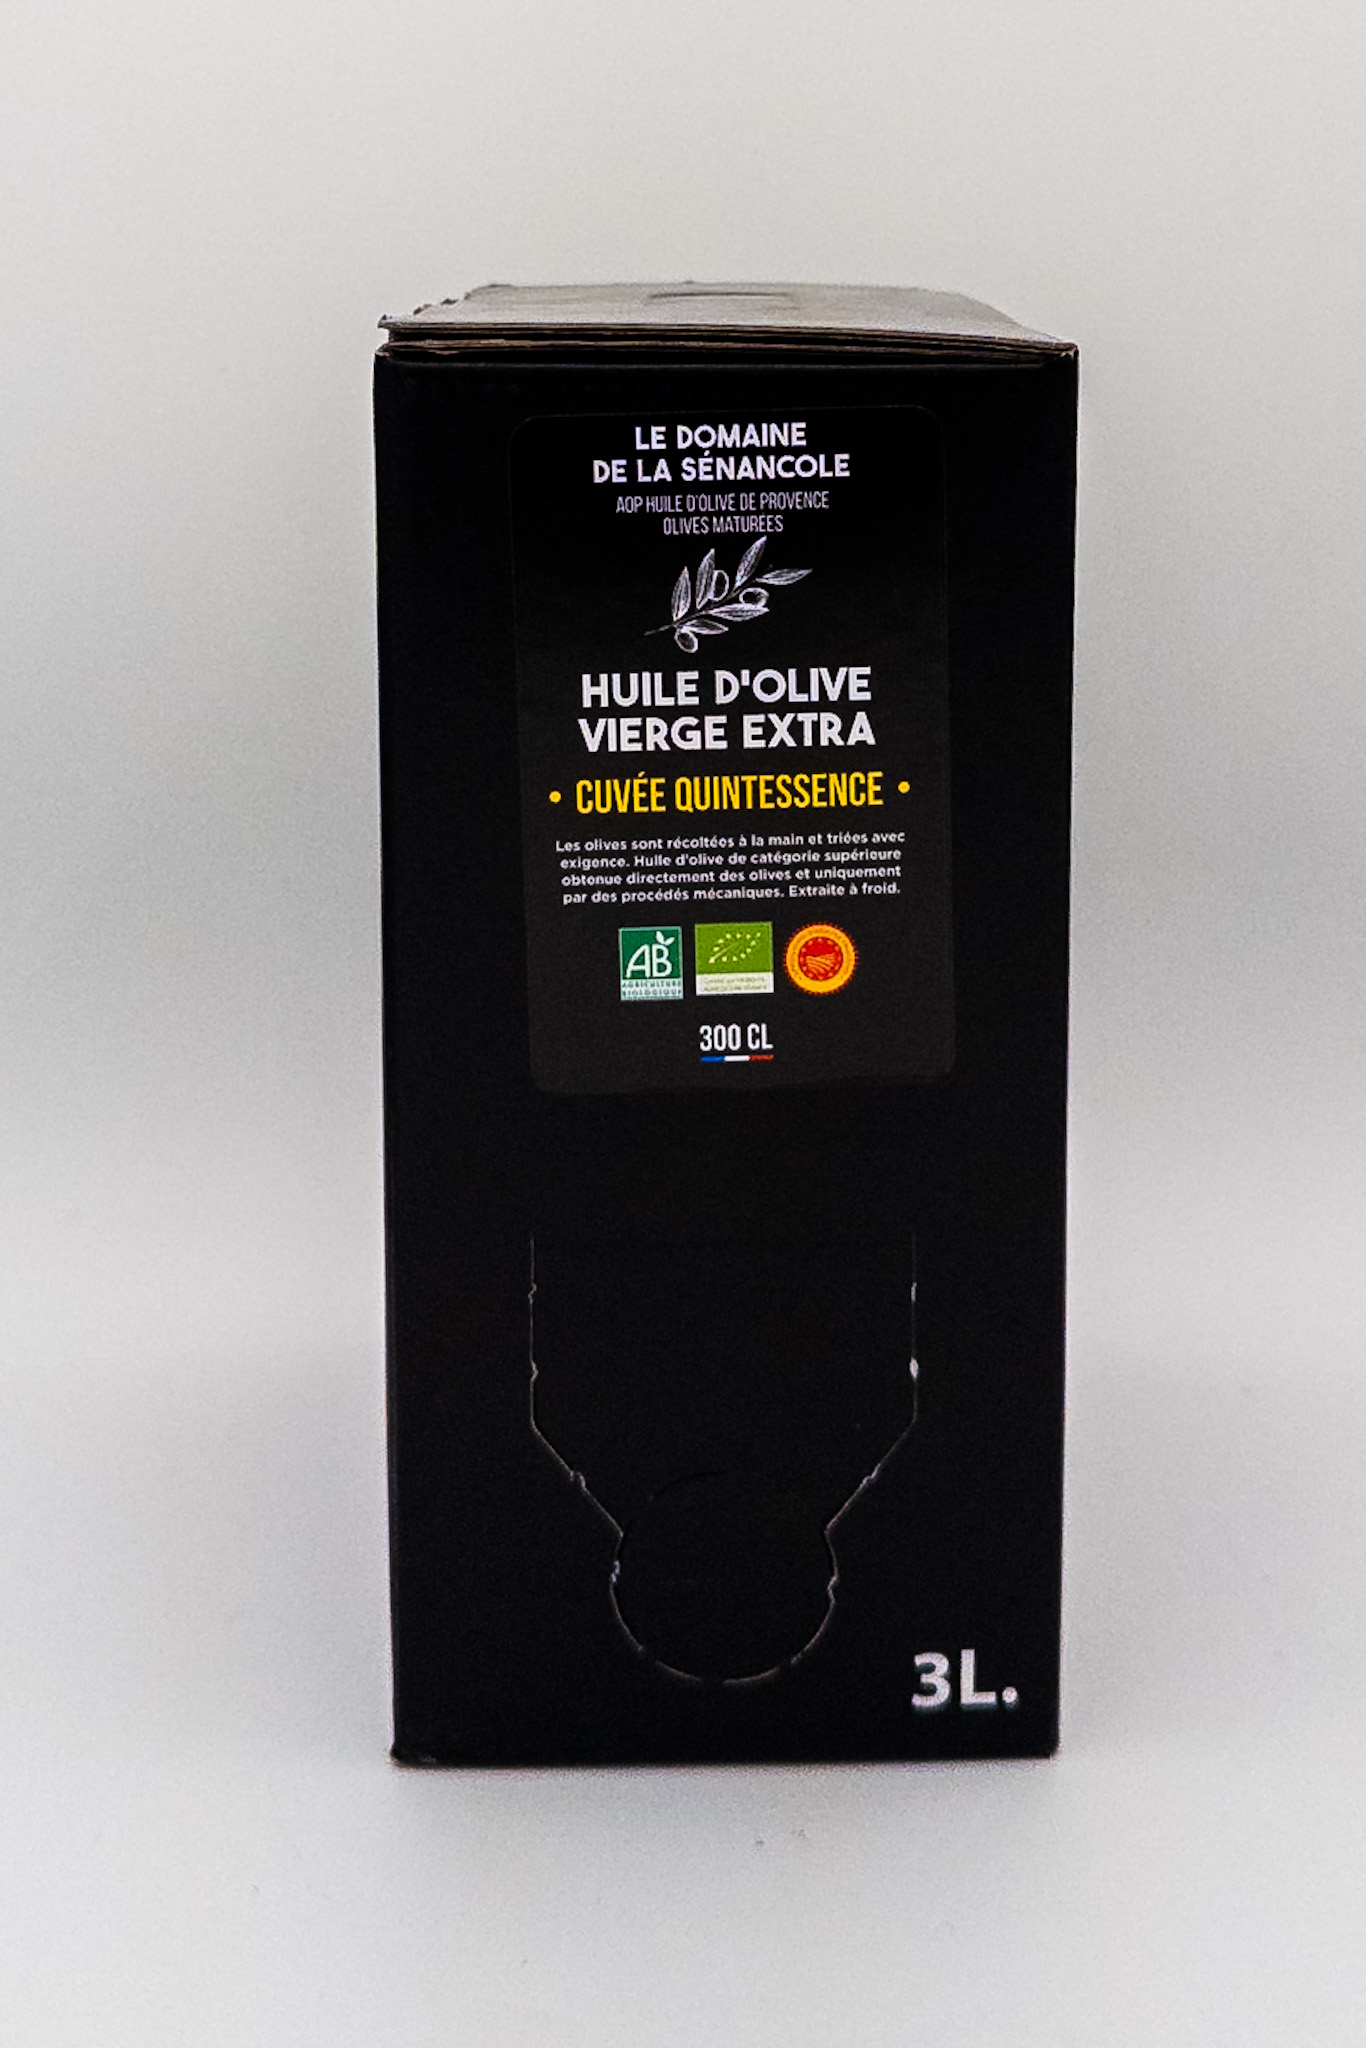 LE DOMAINE
DE LA SÉNANCOLE
AOP HUILE D'OLIVE DE PROVENCE
OLIVES MATURÉES
HUILE D'OLIVE
VIERGE EXTRA
• CUVÉE QUINTESSENCE •
Les olives sont récoltées à la main et triées avec
exigence. Huile d'olive de catégorie supérieure
obtenue directement des olives et uniquement
par des procédés mécaniques. Extraite à froid.
AB
AGRICULTURE
BIOLOGIQUE
300 CL
3L.